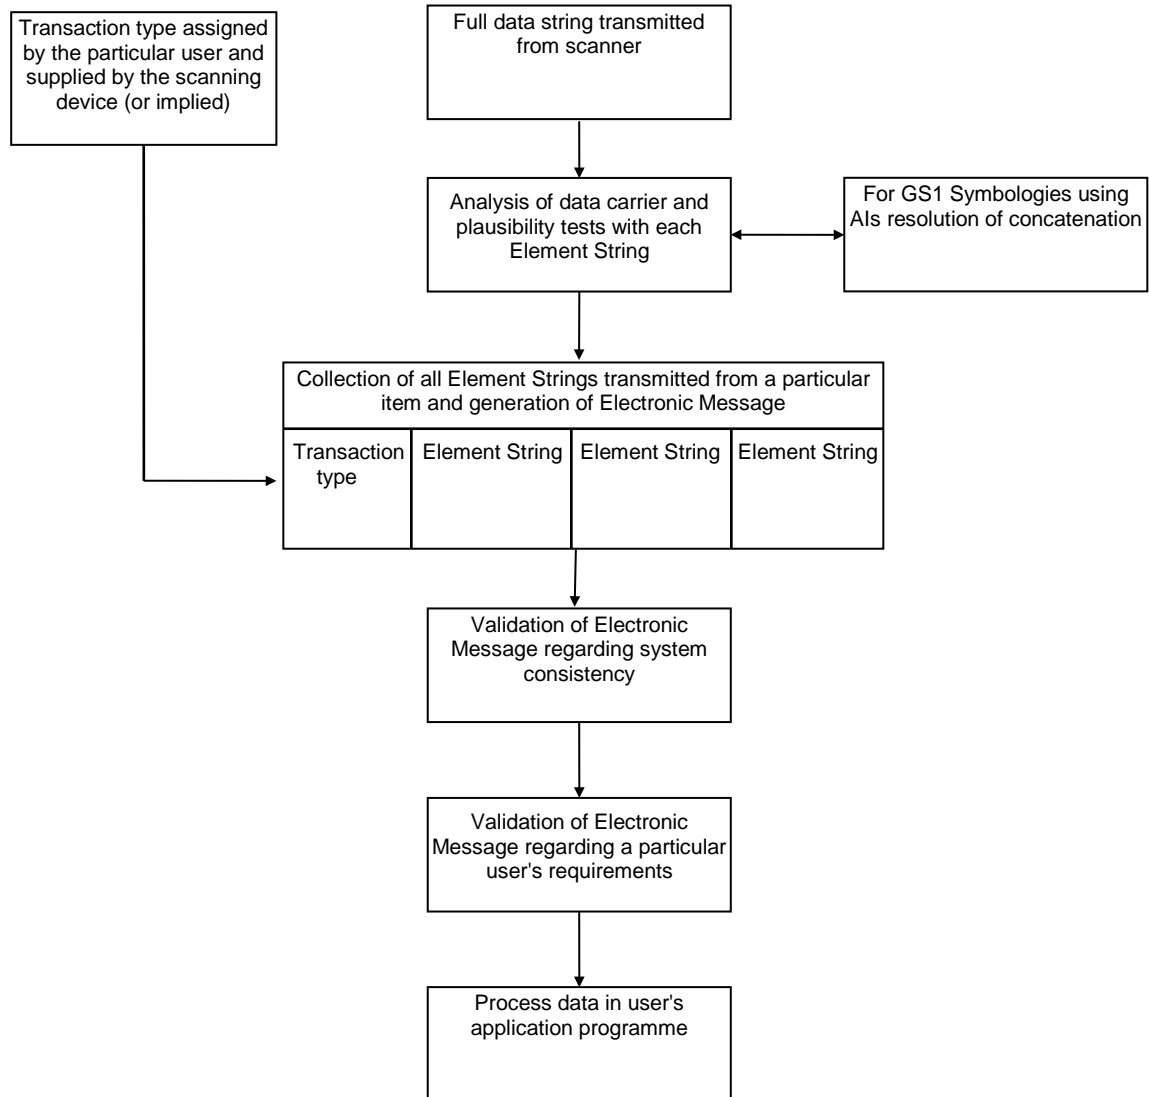 Transaction type assigned
by the particular user and
supplied by the scanning
device (or implied)
Full data string transmitted
from scanner
Analysis of data carrier and
plausibility tests with each
Element String
For GS1 Symbologies using
AIs resolution of concatenation
Collection of all Element Strings transmitted from a particular
item and generation of Electronic Message
Transaction
type
Element String
Element String
Element String
Validation of Electronic
Message regarding system
consistency
Validation of Electronic
Message regarding a particular
user's requirements
Process data in user's
application programme